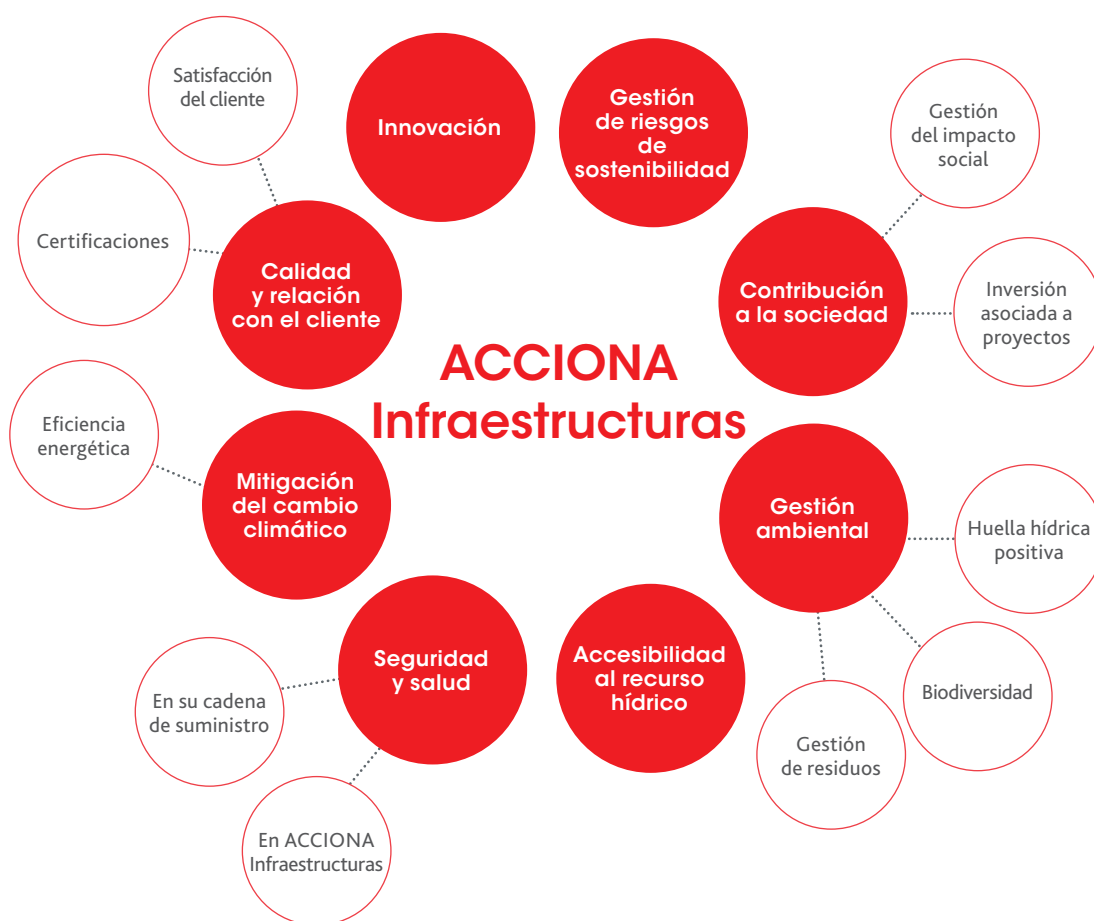 Satisfacción
del cliente
Innovación
Gestión
de riesgos
de
sostenibilidad
Gestión
del impacto
social
Certificaciones
Calidad
y relación
con el cliente
Contribución
a la sociedad
Inversión
asociada a
proyectos
ACCIONA
Infraestructuras
Eficiencia
energética
Mitigación
del cambio
climático
Gestión
ambiental
Huella hídrica
positiva
Seguridad
y salud
Accesibilidad
al recurso
hídrico
En su cadena
de suministro
Biodiversidad
Gestión
de residuos
En ACCIONA
Infraestructuras